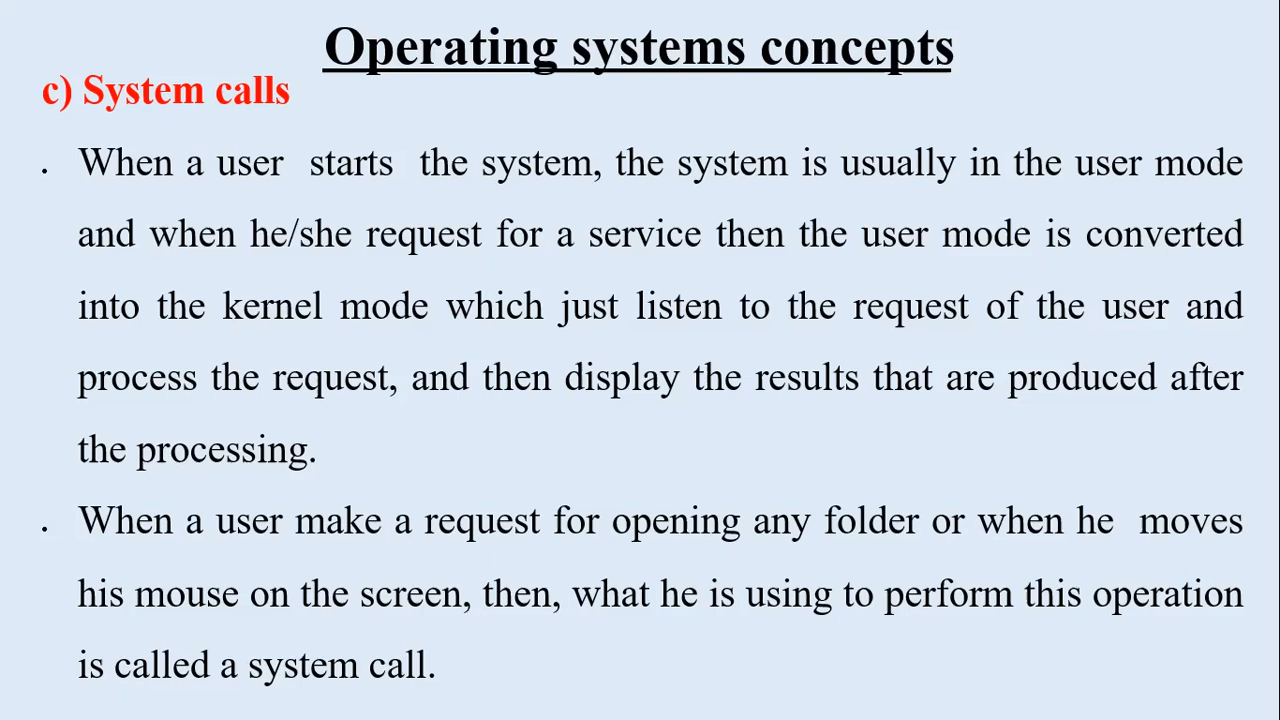 Operating systems concepts
c) System calls
. When a user starts the system, the system is usually in the user mode
and when he/she request for a service then the user mode is converted
into the kernel mode which just listen to the request of the user and
process the request, and then display the results that are produced after
the processing.
. When a user make a request for opening any folder or when he moves
his mouse on the screen, then, what he is using to perform this operation
is called a system call.